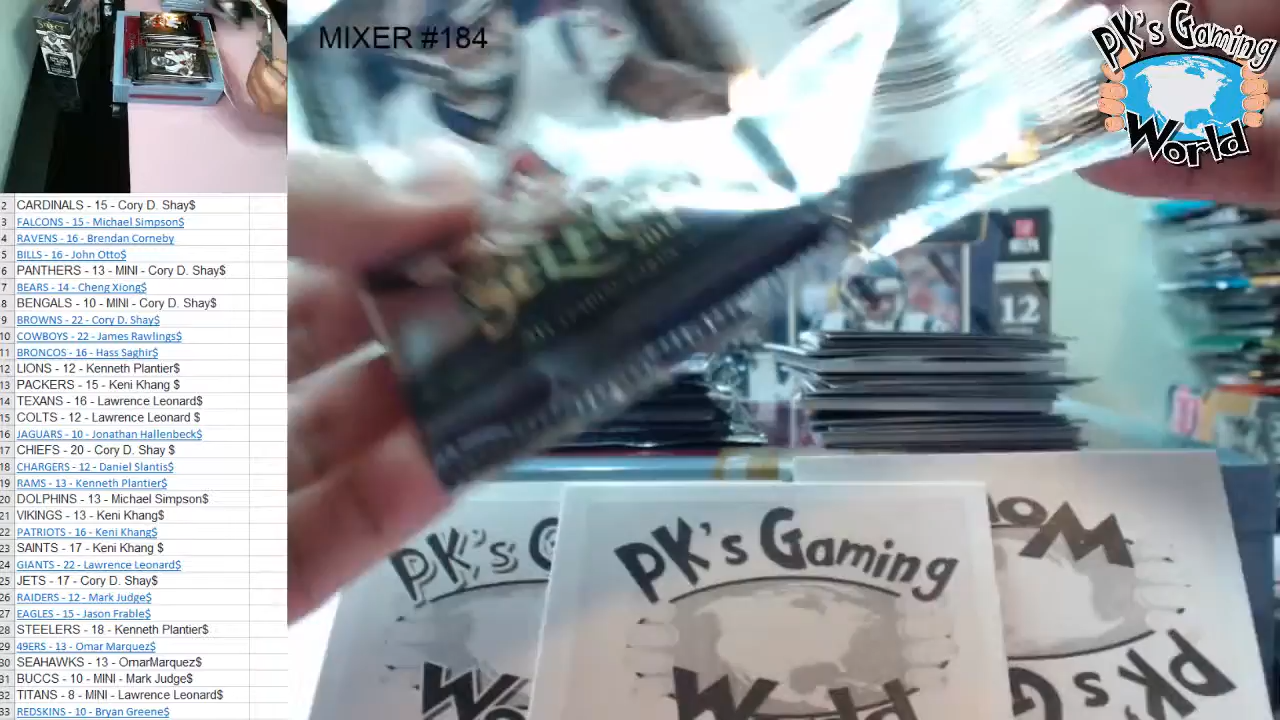 MIXER #184
PK's Gaming
World
2 CARDINALS - 15 - Cory D. Shay$
3 FALCONS - 15 - Michael Simpson$
4 RAVENS - 16 - Brendan Corneby
5 BILLS - 16 - John Otto$
6 PANTHERS - 13 - MINI - Cory D. Shay$
7 BEARS - 14 - Cheng Xiong$
8 BENGALS - 10 - MINI - Cory D. Shay$
9 BROWNS - 22 - Cory D. Shay$
10 COWBOYS - 22 - James Rawlings$
11 BRONCOS - 16 - Hass Saghir$
12 LIONS - 12 - Kenneth Plantier$
13 PACKERS - 15 - Keni Khang $
14 TEXANS - 16 - Lawrence Leonard$
15 COLTS - 12 - Lawrence Leonard $
16 JAGUARS - 10 - Jonathan Hallenbeck$
17 CHIEFS - 20 - Cory D. Shay $
18 CHARGERS - 12 - Daniel Slantis$
19 RAMS - 13 - Kenneth Plantier$
20 DOLPHINS - 13 - Michael Simpson$
21 VIKINGS - 13 - Keni Khang$
22 PATRIOTS - 16 - Keni Khang$
23 SAINTS - 17 - Keni Khang $
24 GIANTS - 22 - Lawrence Leonard$
25 JETS - 17 - Cory D. Shay$
26 RAIDERS - 12 - Mark Judge$
27 EAGLES - 15 - Jason Frable$
28 STEELERS - 18 - Kenneth Plantier$
29 49ERS - 13 - Omar Marquez$
30 SEAHAWKS - 13 - OmarMarquez$
31 BUCCS - 10 - MINI - Mark Judge$
32 TITANS - 8 - MINI - Lawrence Leonard$
33 REDSKINS - 10 - Bryan Greene$
SELECT
12
PK's G
W
PK's Gaming
World
Wo
PK's G